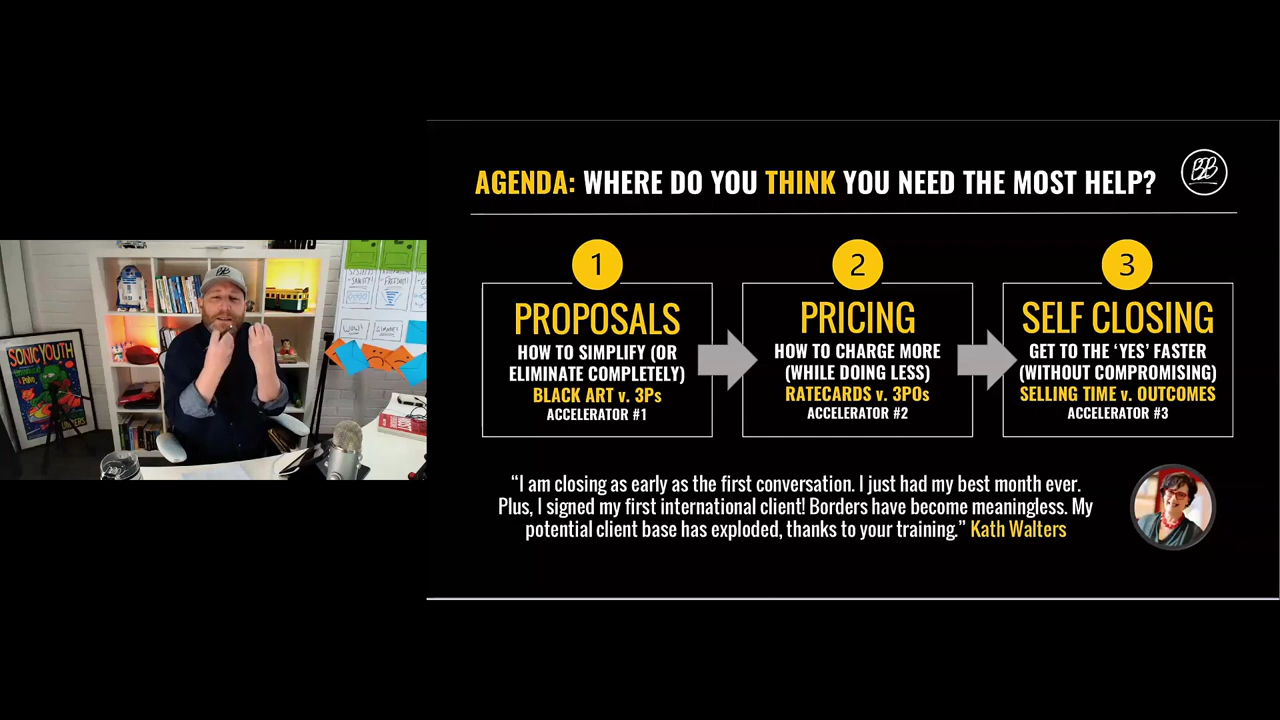 AGENDA: WHERE DO YOU THINK YOU NEED THE MOST HELP?
BBB
1
PROPOSALS
HOW TO SIMPLIFY (OR
ELIMINATE COMPLETELY)
BLACK ART v. 3Ps
ACCELERATOR #1
2
PRICING
HOW TO CHARGE MORE
(WHILE DOING LESS)
RATECARDS v. 3POs
ACCELERATOR #2
3
SELF CLOSING
GET TO THE ‘YES’ FASTER
(WITHOUT COMPROMISING)
SELLING TIME v. OUTCOMES
ACCELERATOR #3
“I am closing as early as the first conversation. I just had my best month ever.
Plus, I signed my first international client! Borders have become meaningless. My
potential client base has exploded, thanks to your training.” Kath Walters
SONIC YOUTH